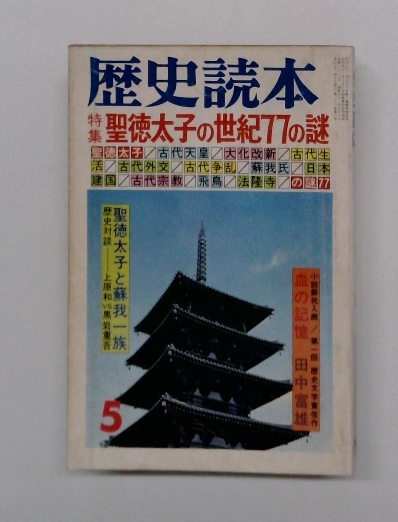 歴史読本
特集 聖徳太子の世紀77の謎
聖徳太子/古代天皇/大化改新/古代生
活/古代外交/古代争乱/蘇我氏/日本
建国/古代宗教/飛鳥/法隆寺 の謎77
聖徳太子と蘇我一族
歴史対談――上原和vs黒岩重吾
小説蘇我入鹿/第一回 歴史文学賞佳作
血の記憶 田中富雄
5